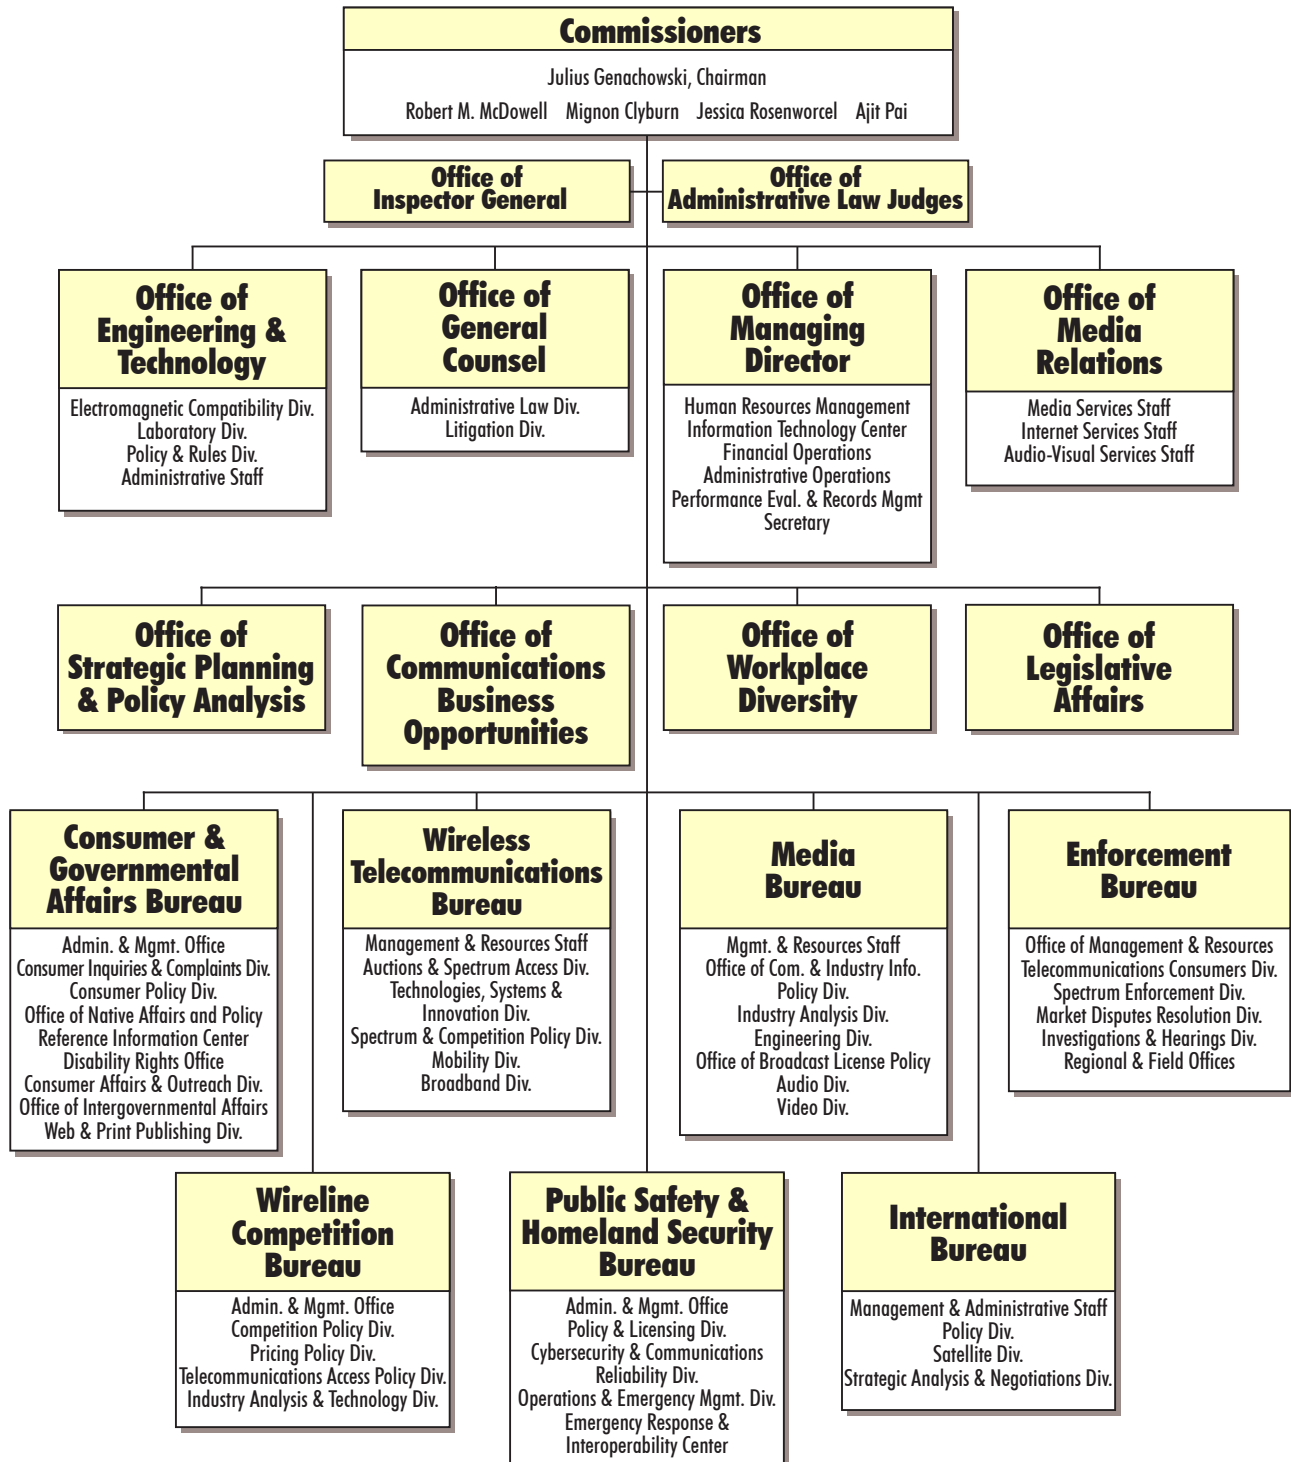 Commissioners
Julius Genachowski, Chairman
Robert M. McDowell Mignon Clyburn Jessica Rosenworcel Ajit Pai
Office of
Inspector General
Office of
Administrative Law Judges
Office of
Engineering &
Technology
Electromagnetic Compatibility Div.
Laboratory Div.
Policy & Rules Div.
Administrative Staff
Office of
General
Counsel
Administrative Law Div.
Litigation Div.
Office of
Managing
Director
Human Resources Management
Information Technology Center
Financial Operations
Administrative Operations
Performance Eval. & Records Mgmt
Secretary
Office of
Media
Relations
Media Services Staff
Internet Services Staff
Audio-Visual Services Staff
Office of
Strategic Planning
& Policy Analysis
Office of
Communications
Business
Opportunities
Office of
Workplace
Diversity
Office of
Legislative
Affairs
Consumer &
Governmental
Affairs Bureau
Admin. & Mgmt. Office
Consumer Inquiries & Complaints Div.
Consumer Policy Div.
Office of Native Affairs and Policy
Reference Information Center
Disability Rights Office
Consumer Affairs & Outreach Div.
Office of Intergovernmental Affairs
Web & Print Publishing Div.
Wireless
Telecommunications
Bureau
Management & Resources Staff
Auctions & Spectrum Access Div.
Technologies, Systems &
Innovation Div.
Spectrum & Competition Policy Div.
Mobility Div.
Broadband Div.
Media
Bureau
Mgmt. & Resources Staff
Office of Com. & Industry Info.
Policy Div.
Industry Analysis Div.
Engineering Div.
Office of Broadcast License Policy
Audio Div.
Video Div.
Enforcement
Bureau
Office of Management & Resources
Telecommunications Consumers Div.
Spectrum Enforcement Div.
Market Disputes Resolution Div.
Investigations & Hearings Div.
Regional & Field Offices
Wireline
Competition
Bureau
Admin. & Mgmt. Office
Competition Policy Div.
Pricing Policy Div.
Telecommunications Access Policy Div.
Industry Analysis & Technology Div.
Public Safety &
Homeland Security
Bureau
Admin. & Mgmt. Office
Policy & Licensing Div.
Cybersecurity & Communications
Reliability Div.
Operations & Emergency Mgmt. Div.
Emergency Response &
Interoperability Center
International
Bureau
Management & Administrative Staff
Policy Div.
Satellite Div.
Strategic Analysis & Negotiations Div.